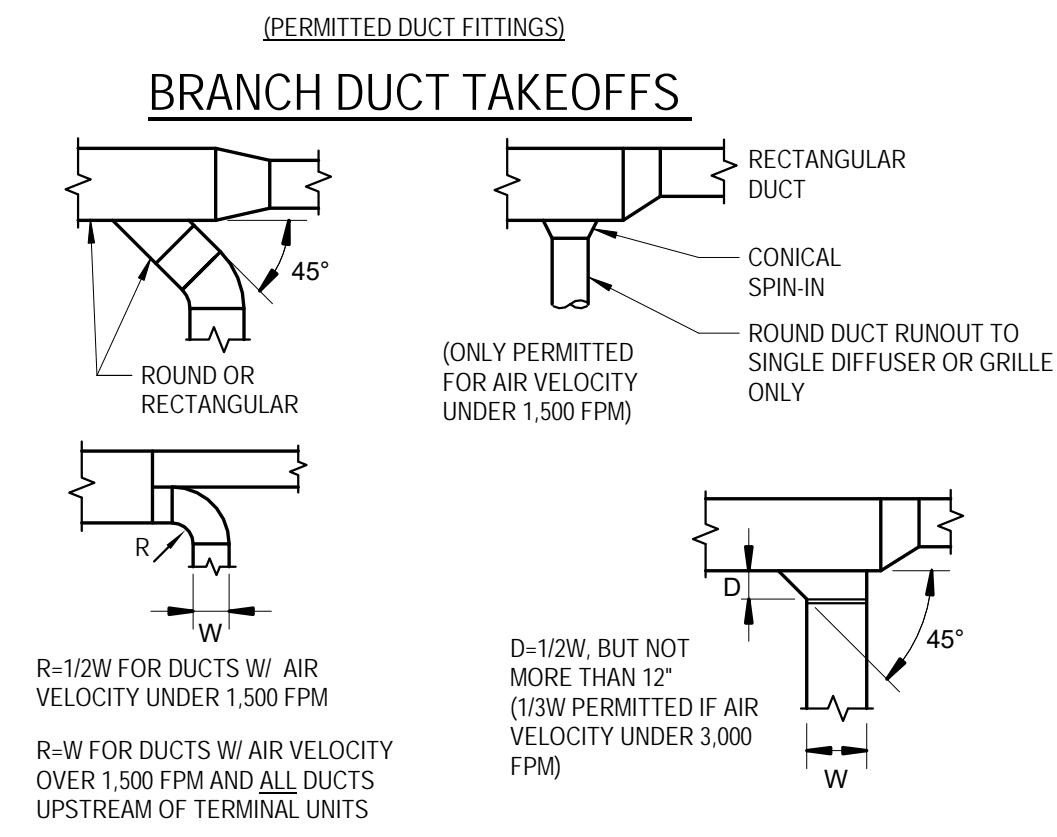 (PERMITTED DUCT FITTINGS)
BRANCH DUCT TAKEOFFS
45°
ROUND OR
RECTANGULAR
RECTANGULAR
DUCT
CONICAL
SPIN-IN
ROUND DUCT RUNOUT TO
SINGLE DIFFUSER OR GRILLE
ONLY
(ONLY PERMITTED
FOR AIR VELOCITY
UNDER 1,500 FPM)
R
W
R=1/2W FOR DUCTS W/ AIR
VELOCITY UNDER 1,500 FPM
R=W FOR DUCTS W/ AIR VELOCITY
OVER 1,500 FPM AND ALL DUCTS
UPSTREAM OF TERMINAL UNITS
D
45°
W
D=1/2W, BUT NOT
MORE THAN 12"
(1/3W PERMITTED IF AIR
VELOCITY UNDER 3,000
FPM)